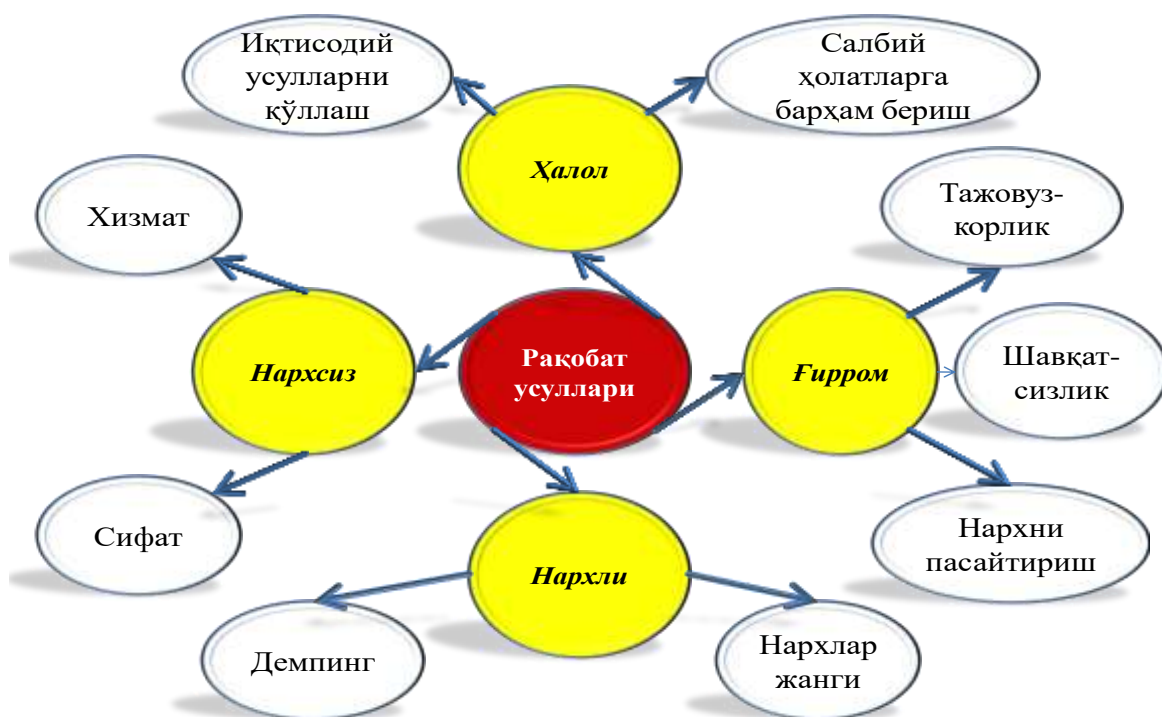 Иқтисодий
усулларни
қўллаш
Салбий
ҳолатларга
барҳам бериш
Ҳалол
Хизмат
Тажовуз-
корлик
Нархсиз
Рақобат
усуллари
Ғирром
Шавқат-
сизлик
Сифат
Нархни
пасайтириш
Нархли
Демпинг
Нархлар
жанги